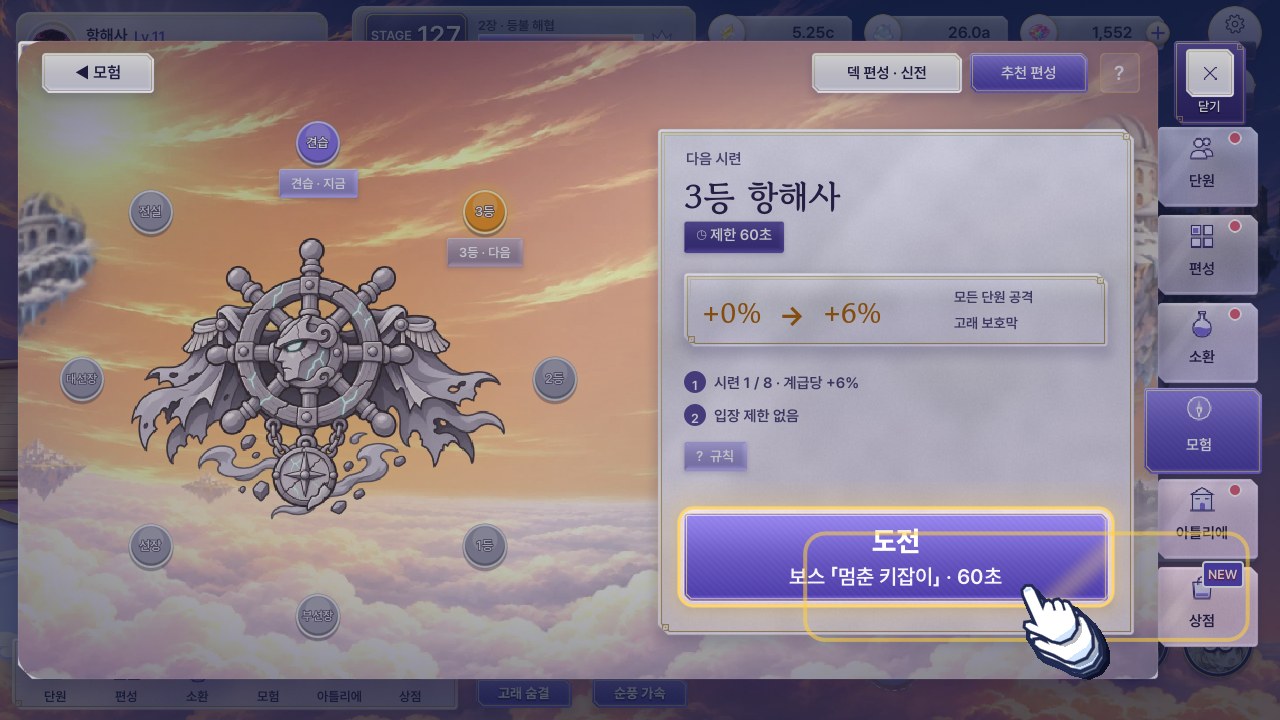 항해사 Lv.11
STAGE 127
2장 · 등불 해협
5.25c
26.0a
1,552
◀ 모험
덱 편성 · 신전
추천 편성
?
닫기
견습
견습 · 지금
전설
3등
3등 · 다음
대선장
2등
선장
1등
부선장
다음 시련
3등 항해사
제한 60초
+0% → +6%
모든 단원 공격
고래 보호막
1 시련 1 / 8 · 계급당 +6%
2 입장 제한 없음
? 규칙
도전
보스 「멈춘 키잡이」 · 60초
단원
편성
소환
모험
아틀리에
NEW
상점
단원
편성
소환
모험
아틀리에
상점
고래 숨결
순풍 가속